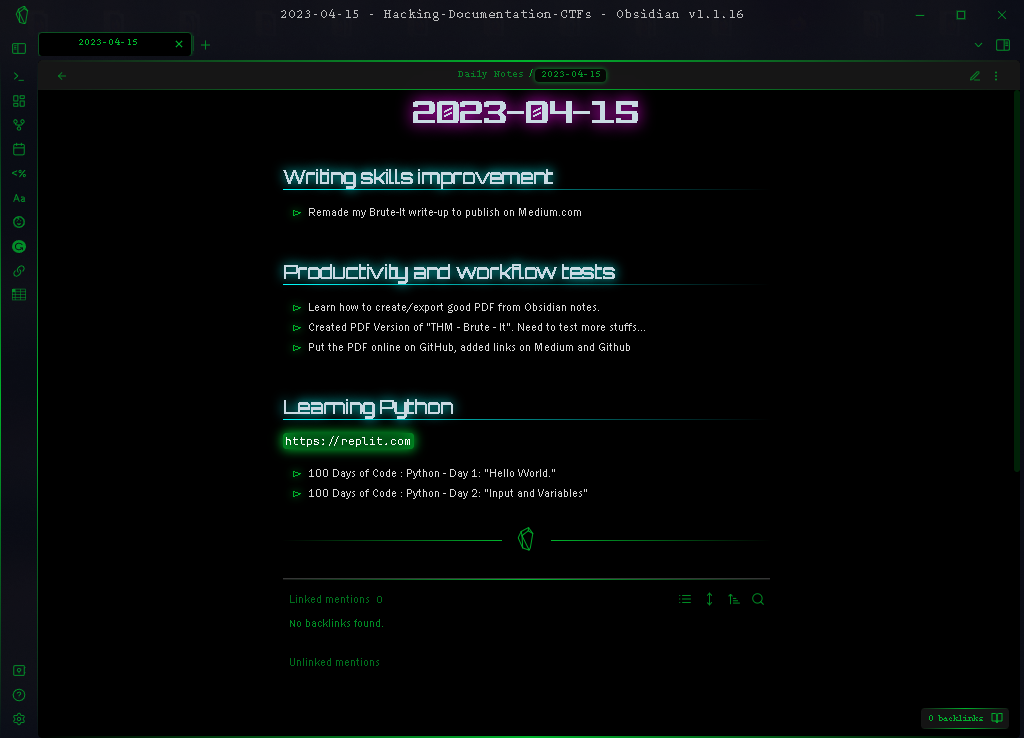 2023-04-15 - Hacking-Documentation-CTFs - Obsidian v1.1.16
2023-04-15
Daily Notes / 2023-04-15
<%
Aa
2023-04-15
Writing skills improvement
Remade my Brute-It write-up to publish on Medium.com
Productivity and workflow tests
Learn how to create/export good PDF from Obsidian notes.
Created PDF Version of "THM - Brute - It". Need to test more stuffs...
Put the PDF online on GitHub, added links on Medium and Github
Learning Python
https://replit.com
100 Days of Code : Python - Day 1: "Hello World."
100 Days of Code : Python - Day 2: "Input and Variables"
Linked mentions 0
No backlinks found.
Unlinked mentions
0 backlinks